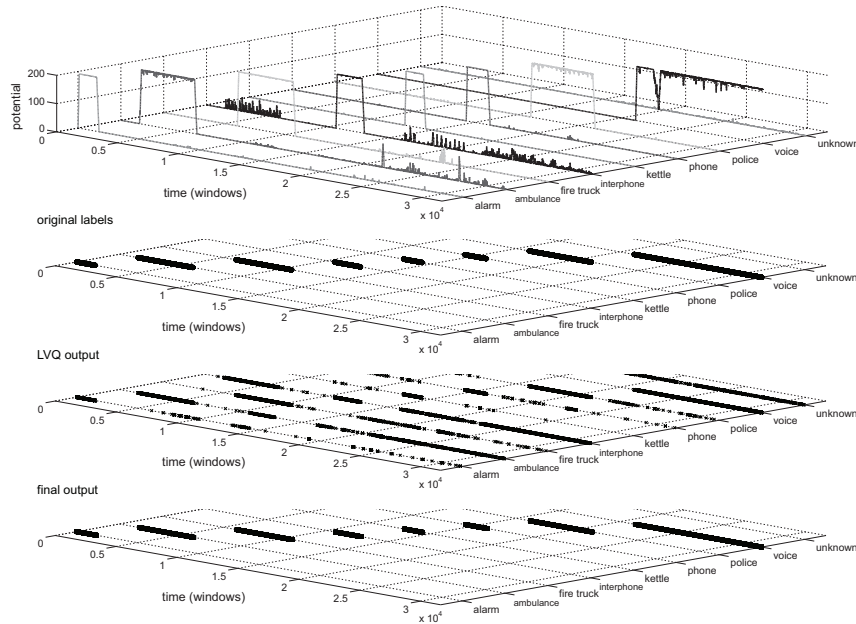 200
100
0
potential
0
0.5
1
1.5
2
2.5
3
x 10^4
time (windows)
alarm
ambulance
fire truck
interphone
kettle
phone
police
voice
unknown
original labels
0
0.5
1
1.5
2
2.5
3
x 10^4
time (windows)
alarm
ambulance
fire truck
interphone
kettle
phone
police
voice
unknown
LVQ output
0
0.5
1
1.5
2
2.5
3
x 10^4
time (windows)
alarm
ambulance
fire truck
interphone
kettle
phone
police
voice
unknown
final output
0
0.5
1
1.5
2
2.5
3
x 10^4
time (windows)
alarm
ambulance
fire truck
interphone
kettle
phone
police
voice
unknown